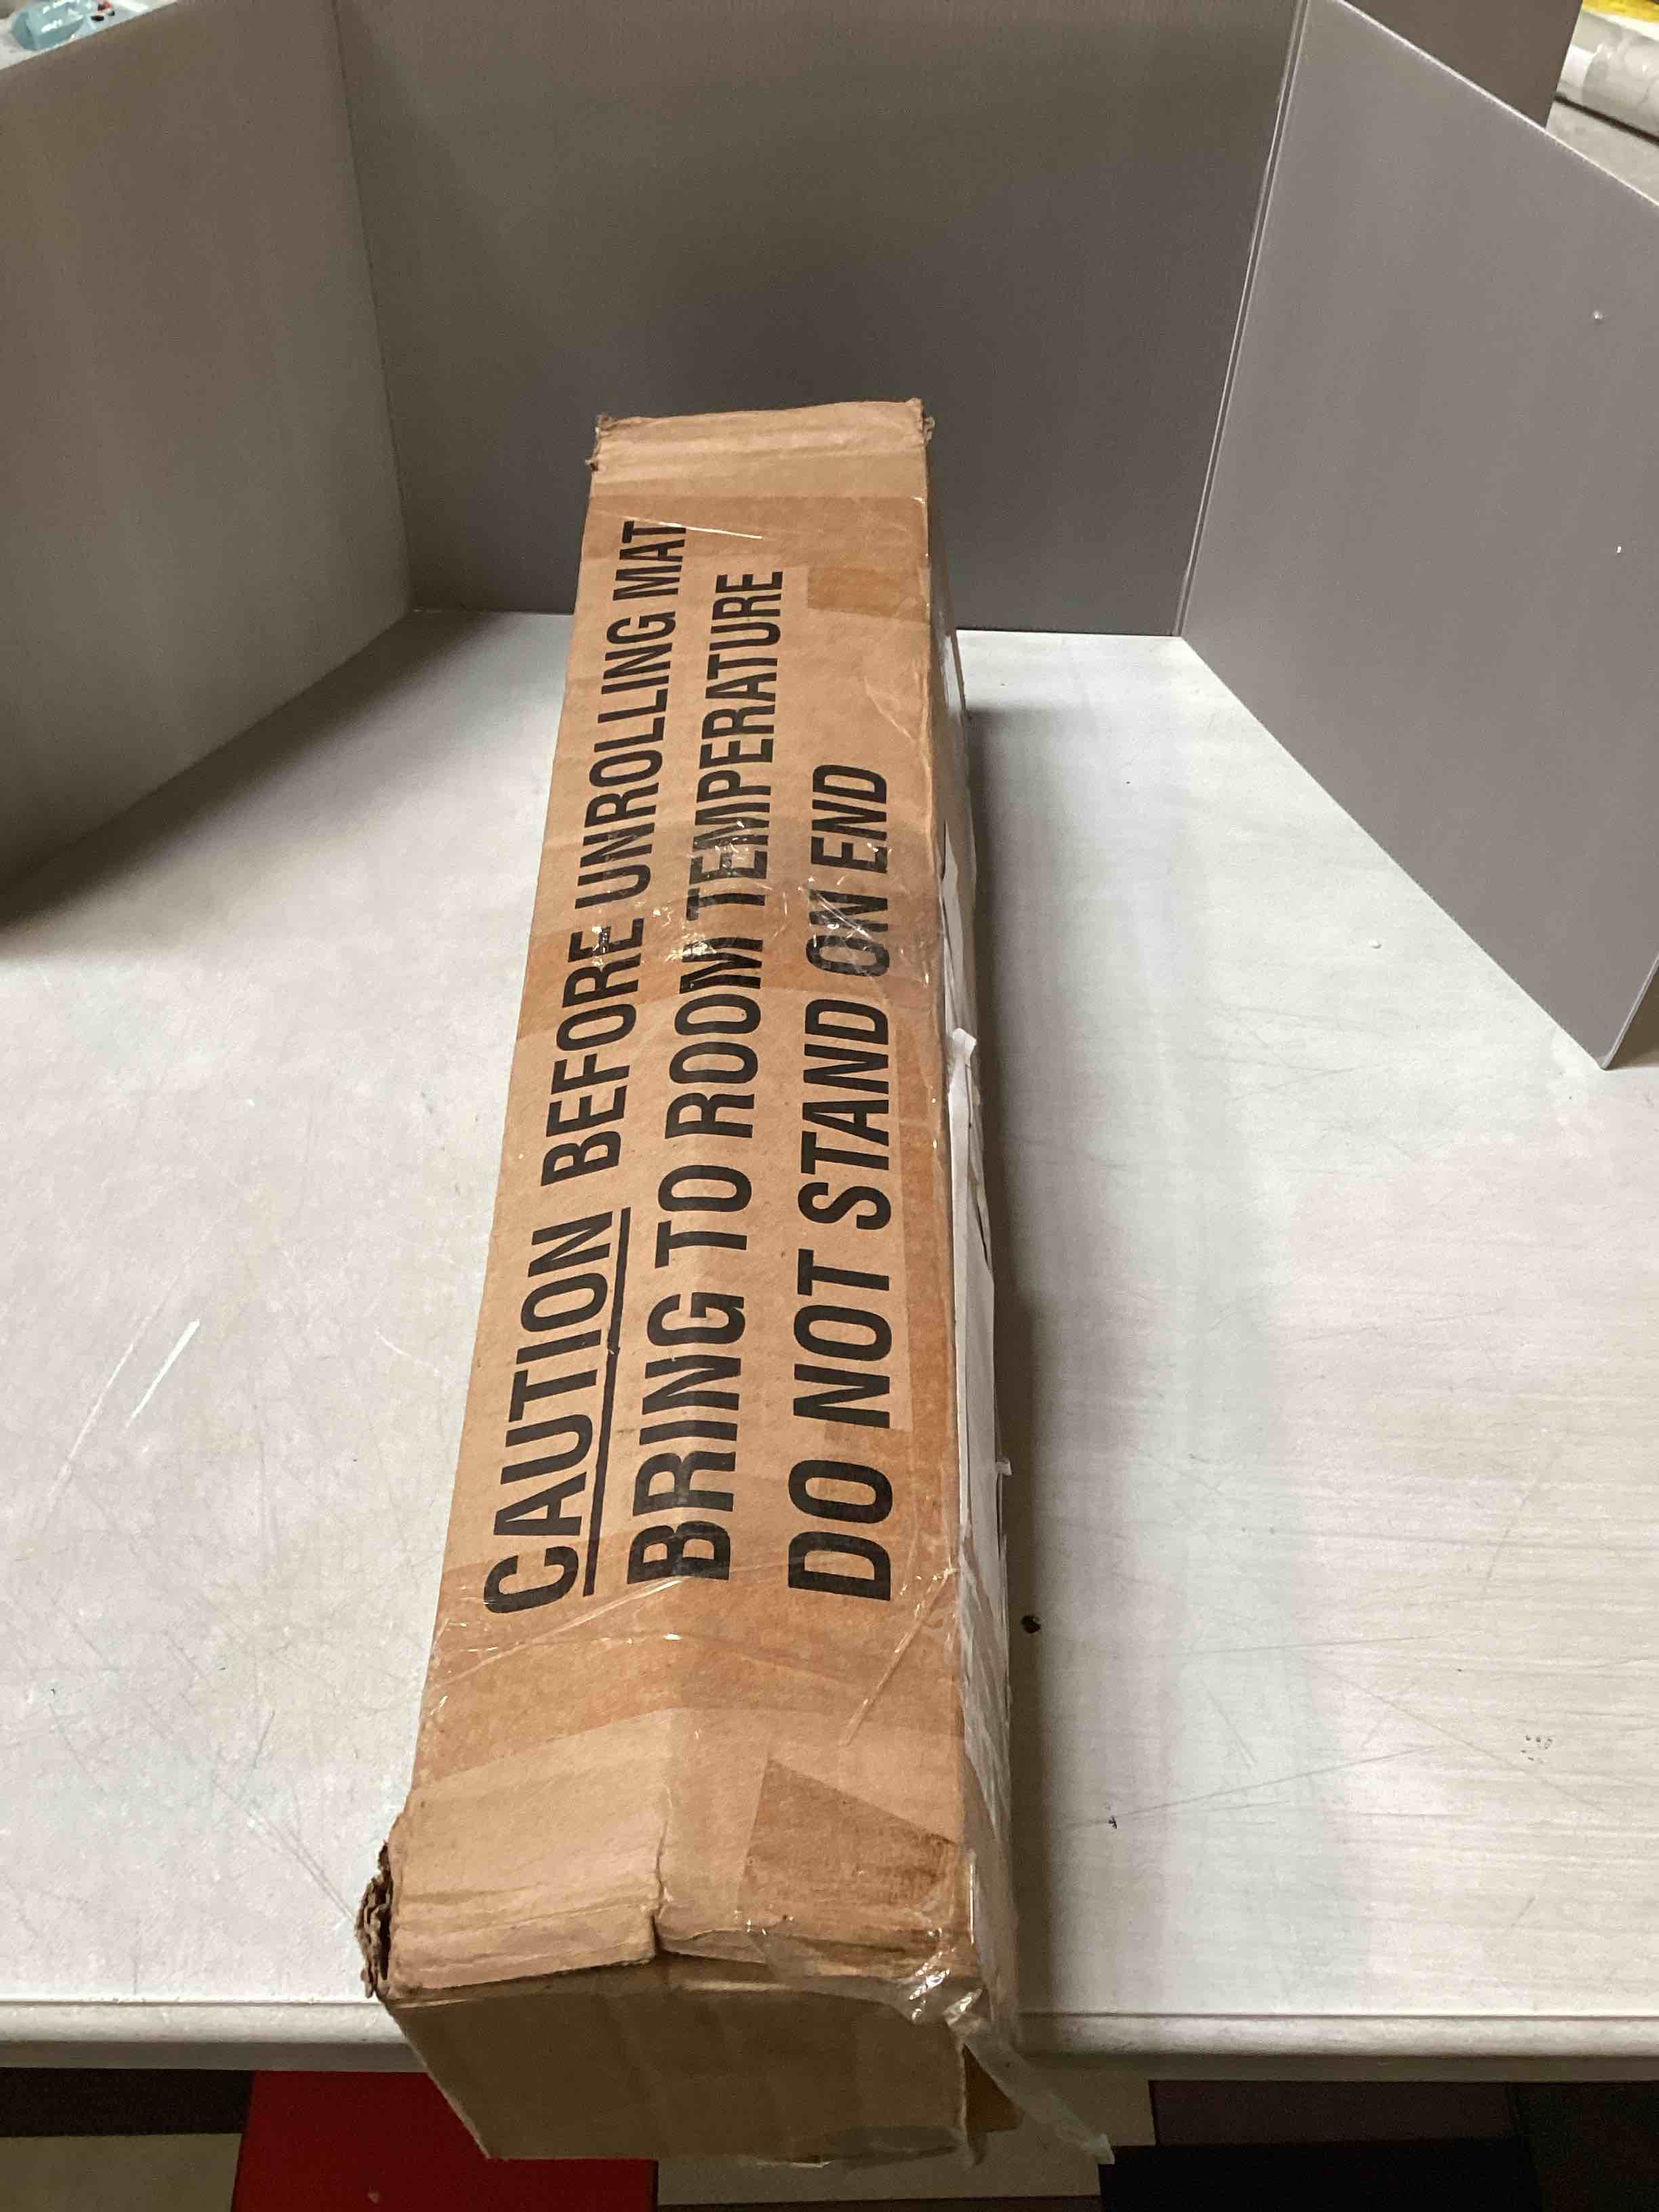 CAUTION BEFORE UNROLLING MAT
BRING TO ROOM TEMPERATURE
DO NOT STAND ON END